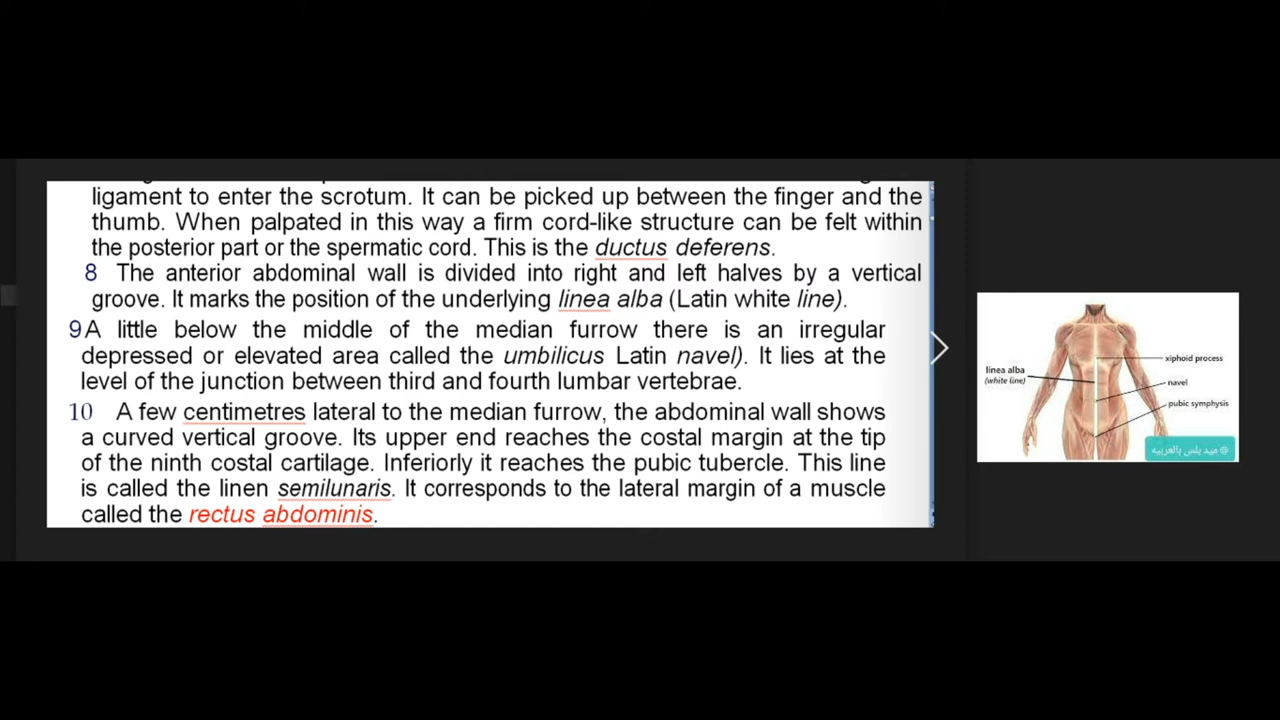 ligament to enter the scrotum. It can be picked up between the finger and the
thumb. When palpated in this way a firm cord-like structure can be felt within
the posterior part or the spermatic cord. This is the ductus deferens.
8 The anterior abdominal wall is divided into right and left halves by a vertical
groove. It marks the position of the underlying linea alba (Latin white line).
9 A little below the middle of the median furrow there is an irregular
depressed or elevated area called the umbilicus Latin navel). It lies at the
level of the junction between third and fourth lumbar vertebrae.
10 A few centimetres lateral to the median furrow, the abdominal wall shows
a curved vertical groove. Its upper end reaches the costal margin at the tip
of the ninth costal cartilage. Inferiorly it reaches the pubic tubercle. This line
is called the linen semilunaris. It corresponds to the lateral margin of a muscle
called the rectus abdominis.
linea alba
(white line)
xiphoid process
navel
pubic symphysis
@ ميد بلس بالعربيه